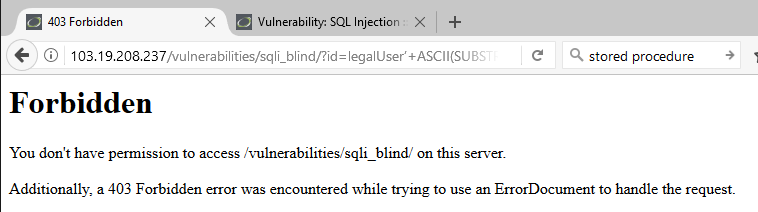 403 Forbidden
Vulnerability: SQL Injection ::
103.19.208.237/vulnerabilities/sqli_blind/?id=legalUser'+ASCII(SUBST
stored procedure
Forbidden
You don't have permission to access /vulnerabilities/sqli_blind/ on this server.
Additionally, a 403 Forbidden error was encountered while trying to use an ErrorDocument to handle the request.